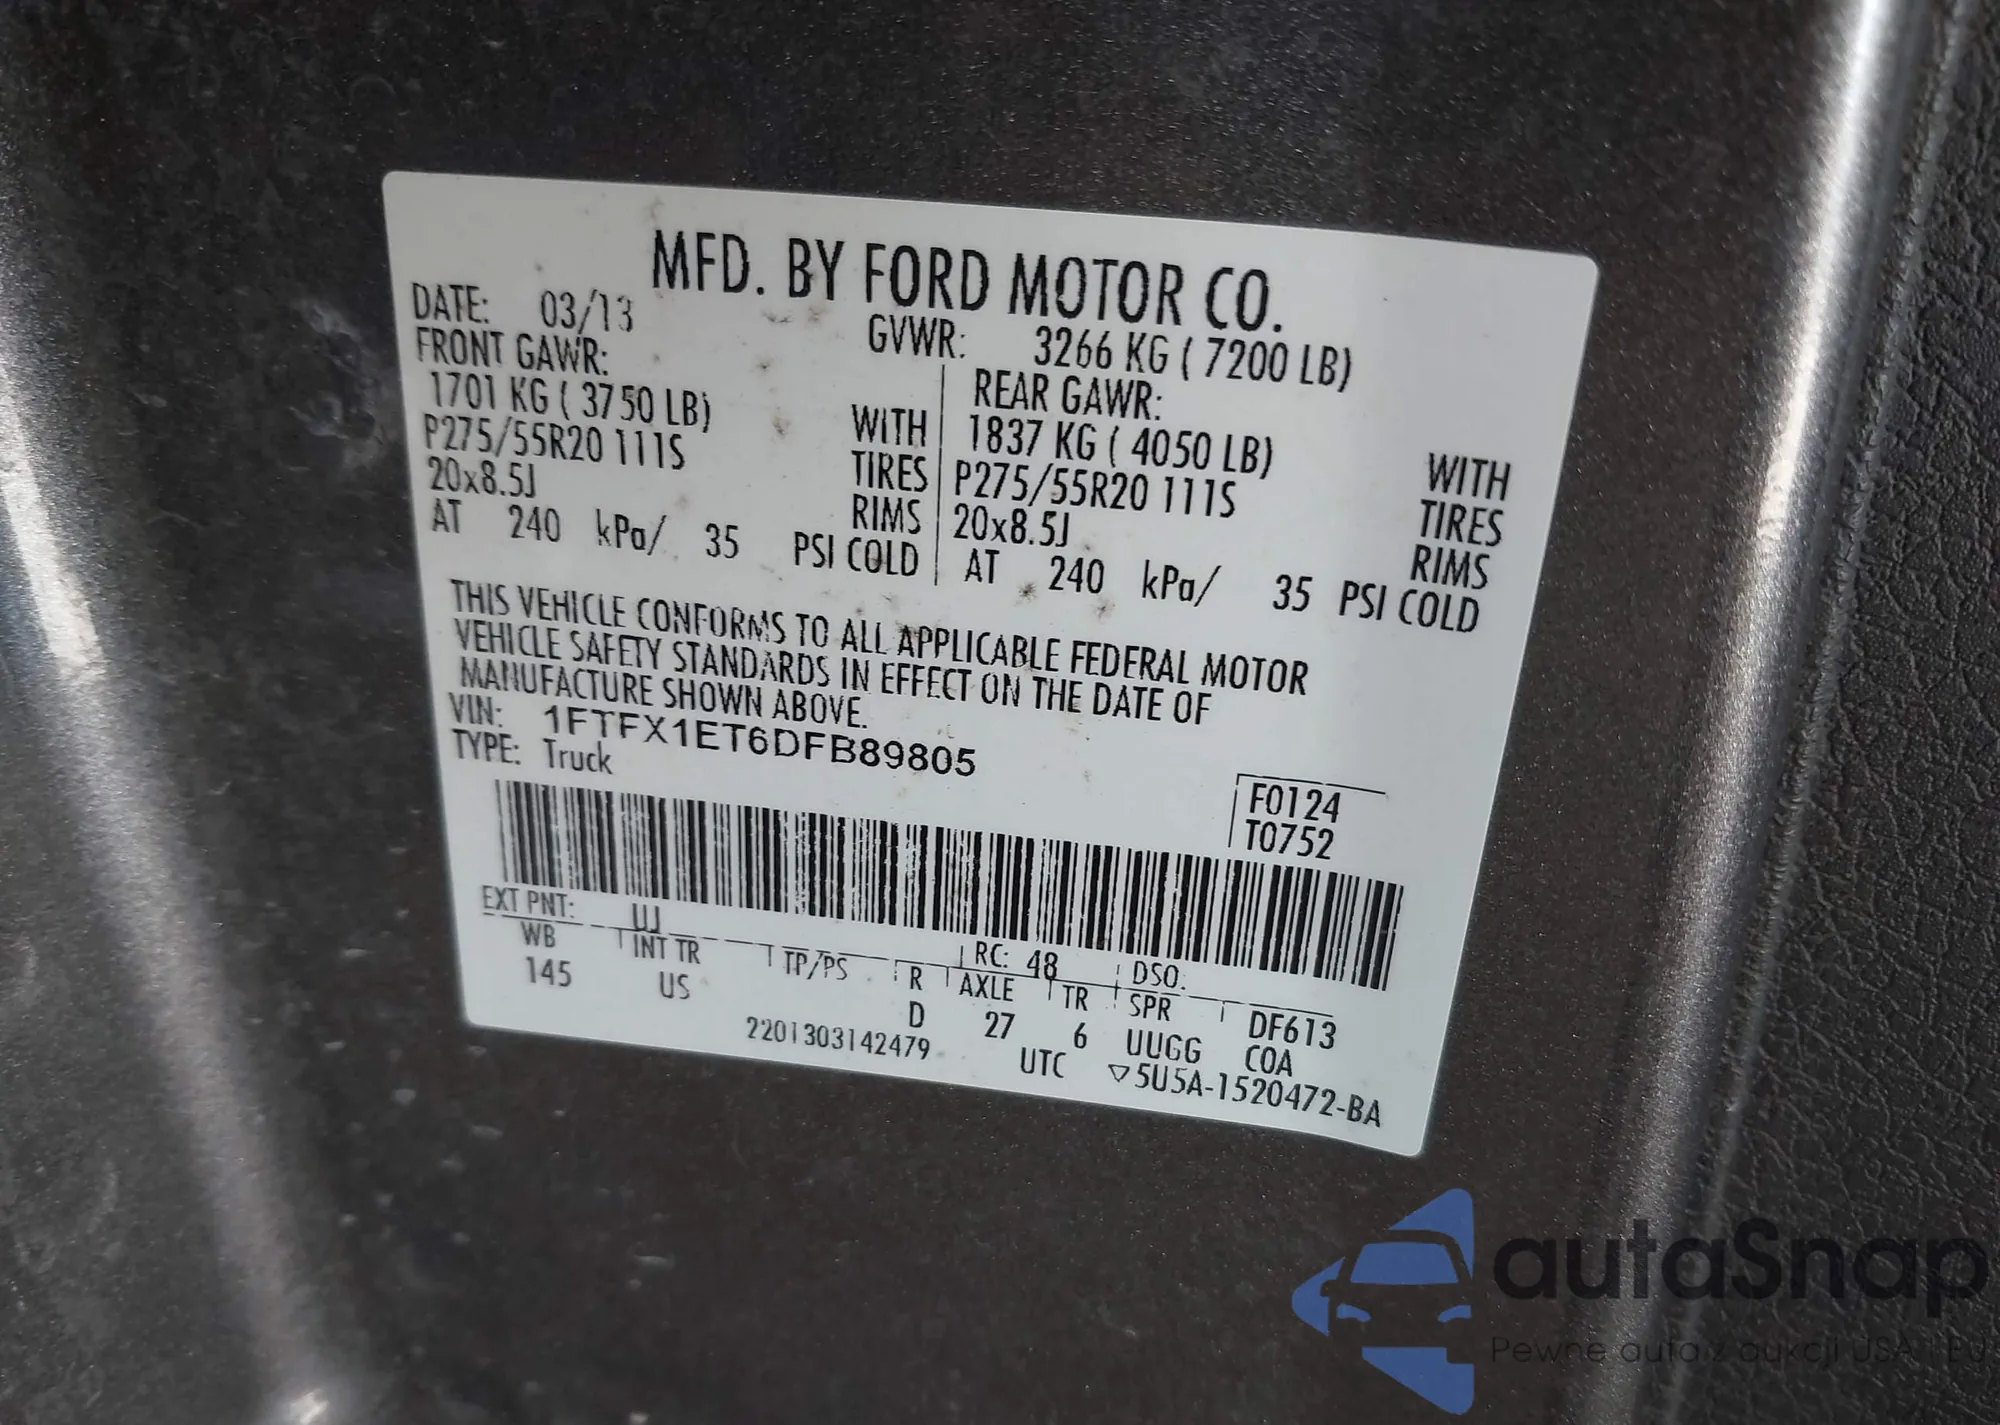 MFD. BY FORD MOTOR CO.
DATE: 03/13 GVWR: 3266 KG ( 7200 LB)
FRONT GAWR: REAR GAWR:
1701 KG ( 3750 LB) WITH 1837 KG ( 4050 LB) WITH
P275/55R20 111S TIRES P275/55R20 111S TIRES
20x8.5J RIMS 20x8.5J RIMS
AT 240 kPa/ 35 PSI COLD AT 240 kPa/ 35 PSI COLD
THIS VEHICLE CONFORMS TO ALL APPLICABLE FEDERAL MOTOR
VEHICLE SAFETY STANDARDS IN EFFECT ON THE DATE OF
MANUFACTURE SHOWN ABOVE.
VIN: 1FTFX1ET6DFB89805
TYPE: Truck
F0124
T0752
EXT PNT: UJ RC: 48 DSO:
WB INT TR TP/PS R AXLE TR SPR DF613
145 US D 27 6 UUGG COA
2201303142479 UTC ▽5U5A-1520472-BA
autaSnap
Pewne auta z aukcji USA i EU